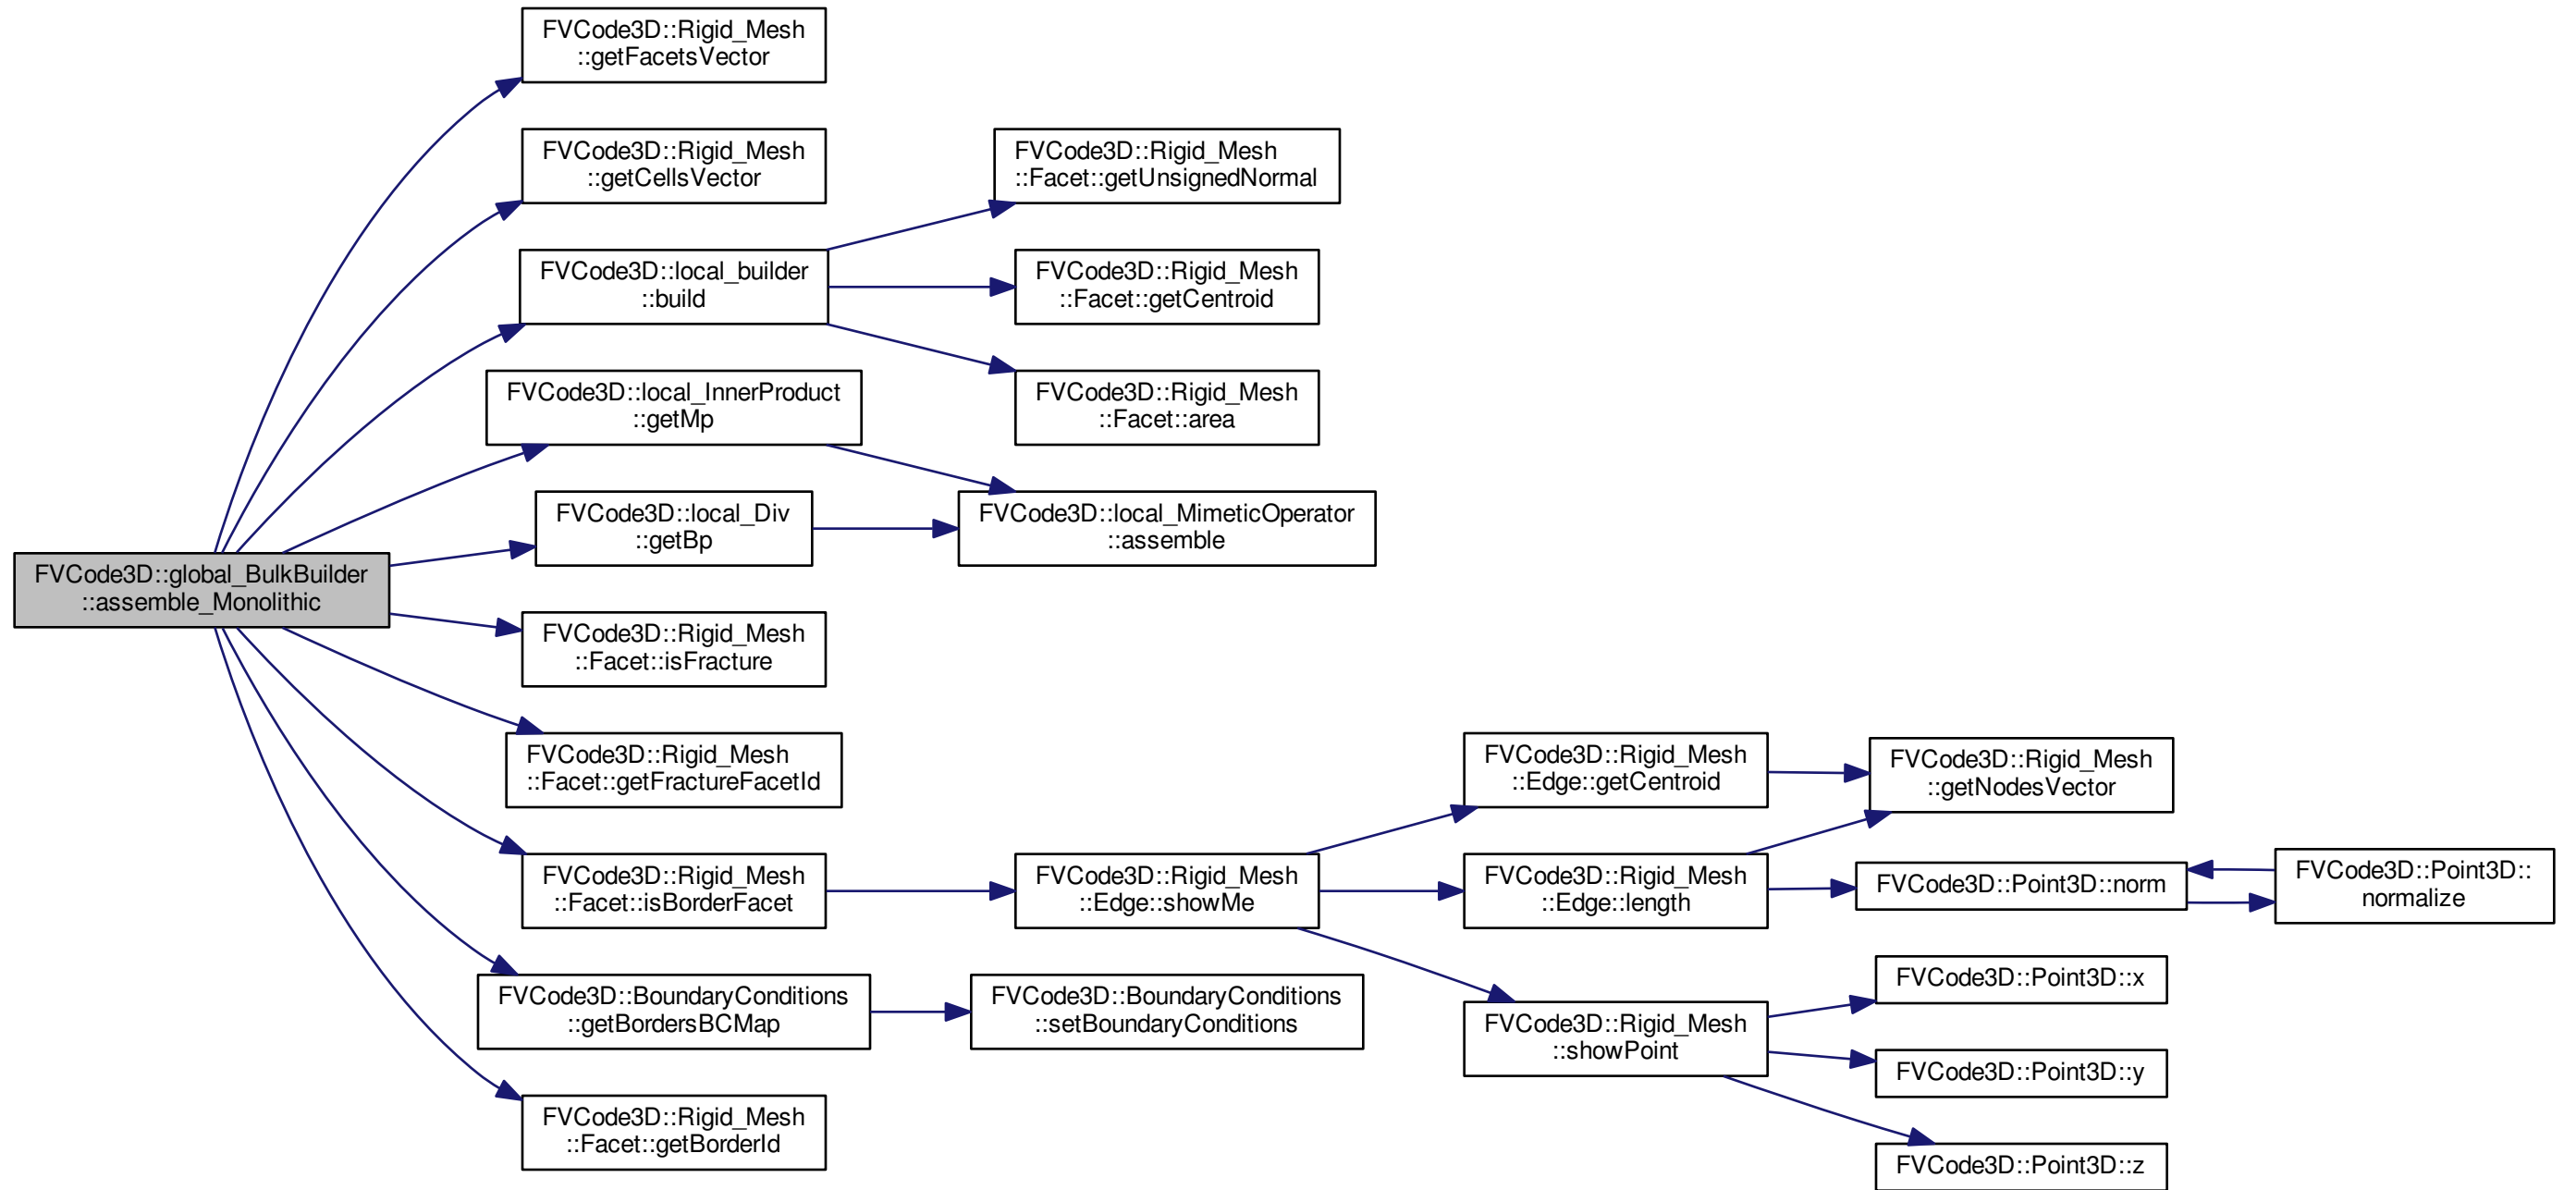 FVCode3D::Rigid_Mesh
::getFacetsVector
FVCode3D::Rigid_Mesh
::getCellsVector
FVCode3D::Rigid_Mesh
::Facet::getUnsignedNormal
FVCode3D::local_builder
::build
FVCode3D::Rigid_Mesh
::Facet::getCentroid
FVCode3D::local_InnerProduct
::getMp
FVCode3D::Rigid_Mesh
::Facet::area
FVCode3D::local_Div
::getBp
FVCode3D::local_MimeticOperator
::assemble
FVCode3D::global_BulkBuilder
::assemble_Monolithic
FVCode3D::Rigid_Mesh
::Facet::isFracture
FVCode3D::Rigid_Mesh
::Facet::getFractureFacetId
FVCode3D::Rigid_Mesh
::Edge::getCentroid
FVCode3D::Rigid_Mesh
::getNodesVector
FVCode3D::Rigid_Mesh
::Facet::isBorderFacet
FVCode3D::Rigid_Mesh
::Edge::showMe
FVCode3D::Rigid_Mesh
::Edge::length
FVCode3D::Point3D::norm
FVCode3D::Point3D::
normalize
FVCode3D::BoundaryConditions
::getBordersBCMap
FVCode3D::BoundaryConditions
::setBoundaryConditions
FVCode3D::Rigid_Mesh
::showPoint
FVCode3D::Point3D::x
FVCode3D::Point3D::y
FVCode3D::Rigid_Mesh
::Facet::getBorderId
FVCode3D::Point3D::z